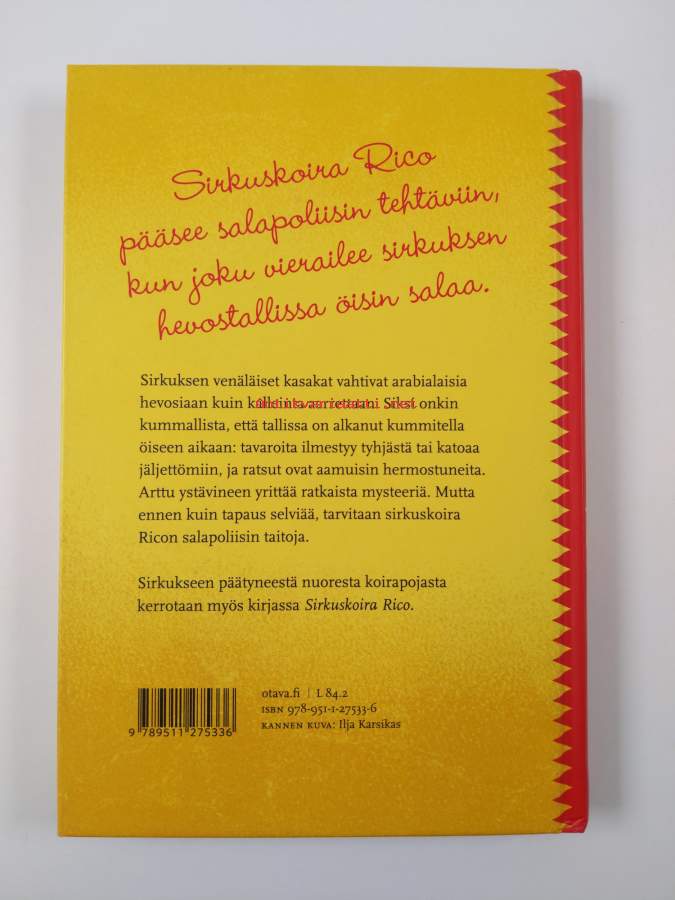 Sirkuskoira Rico
pääsee salapoliisin tehtäviin,
kun joku vierailee sirkuksen
hevostallissa öisin salaa.
Sirkuksen venäläiset kasakat vahtivat arabialaisia
hevosiaan kuin kalleinta aarrettaan. Siksi onkin
kummallista, että tallissa on alkanut kummitella
öiseen aikaan: tavaroita ilmestyy tyhjästä tai katoaa
jäljettömiin, ja ratsut ovat aamuisin hermostuneita.
Arttu ystävineen yrittää ratkaista mysteeriä. Mutta
ennen kuin tapaus selviää, tarvitaan sirkuskoira
Ricon salapoliisin taitoja.
Sirkukseen päätyneestä nuoresta koirapojasta
kerrotaan myös kirjassa Sirkuskoira Rico.
otava.fi | L 84.2
ISBN 978-951-1-27533-6
KANNEN KUVA: Ilja Karsikas
9 789511 275336